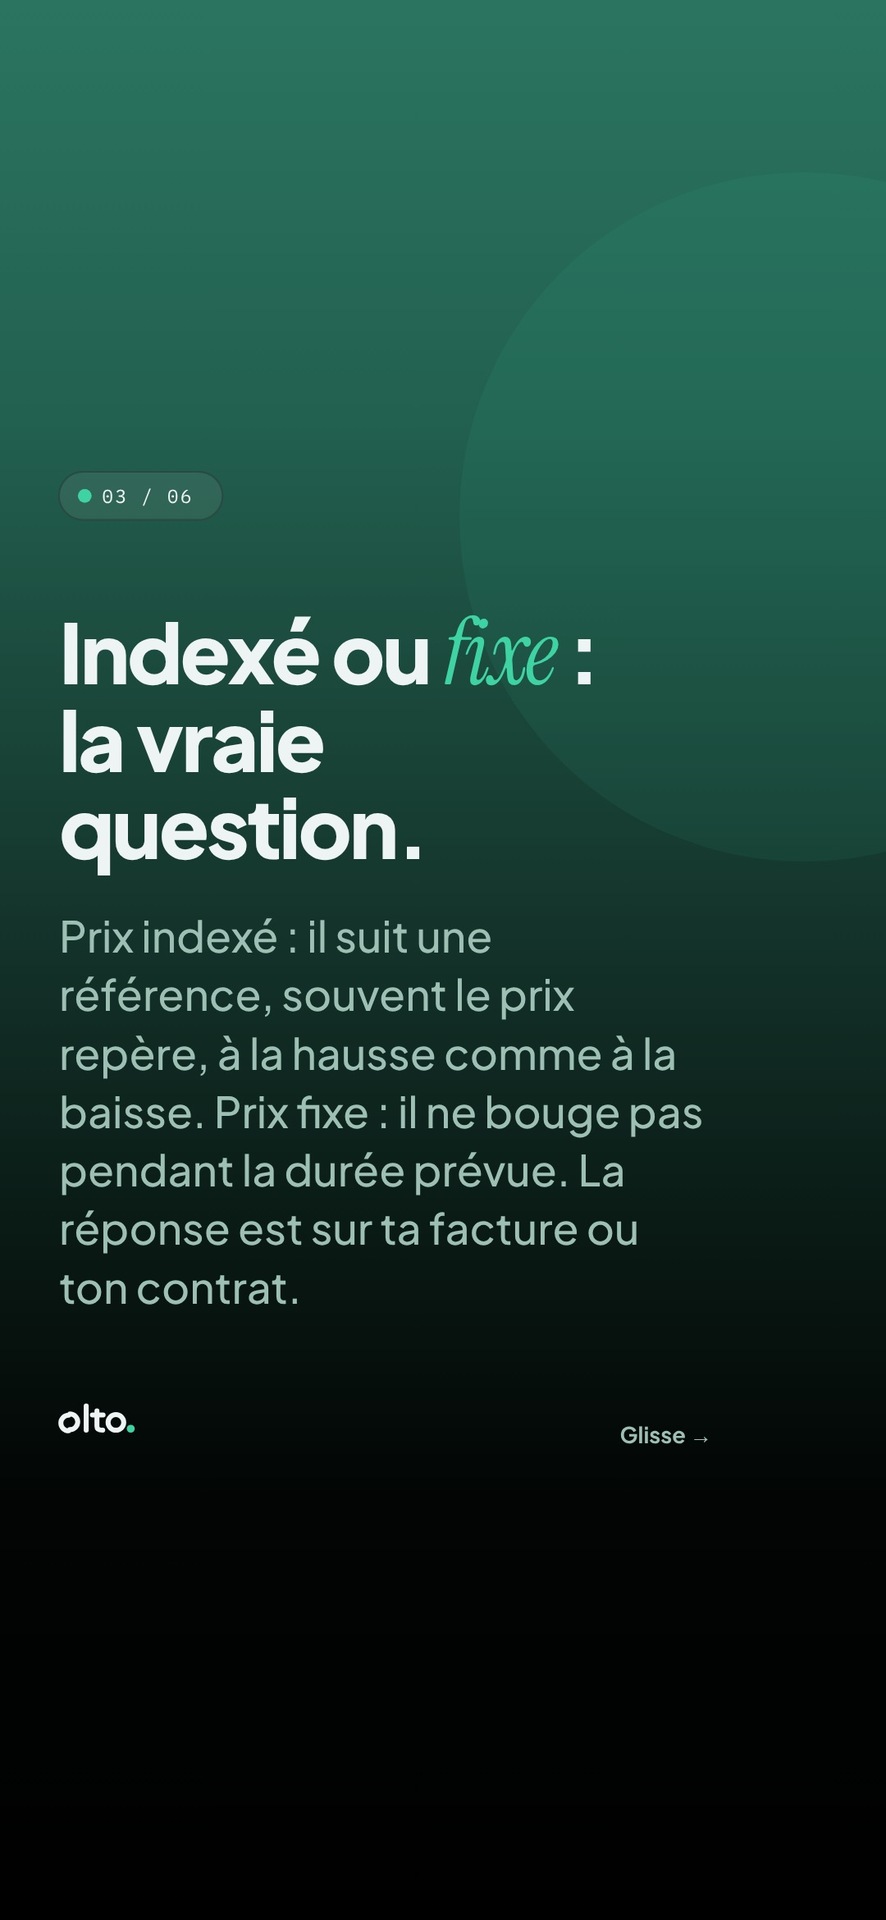 03 / 06
Indexé ou fixe :
la vraie
question.
Prix indexé : il suit une
référence, souvent le prix
repère, à la hausse comme à la
baisse. Prix fixe : il ne bouge pas
pendant la durée prévue. La
réponse est sur ta facture ou
ton contrat.
olto.
Glisse →